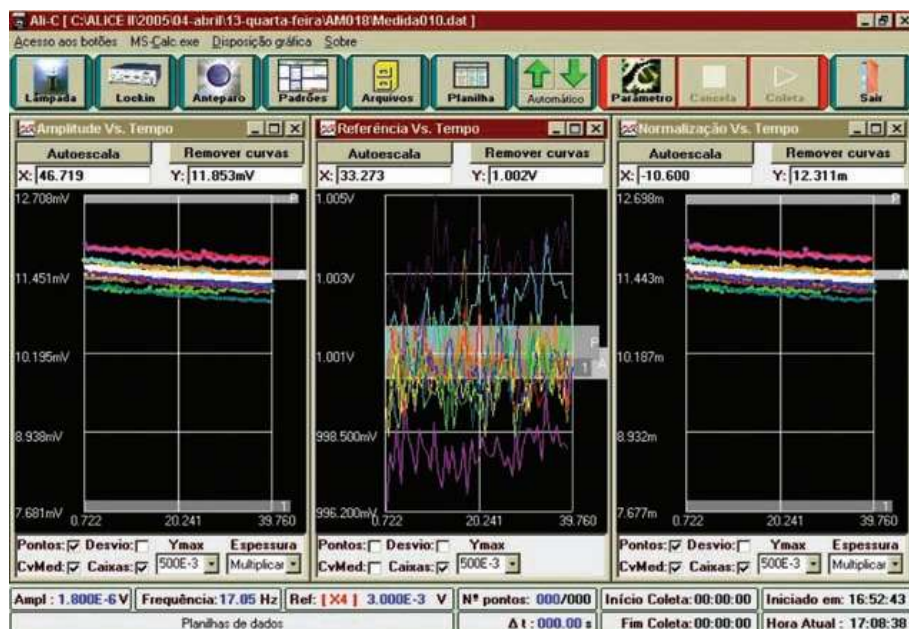 Ali-C [ C:\ALICE II\2005\04-abril\13-quarta-feira\AM018\Medida010.dat ]
Acesso aos botões MS-Calc.exe Disposição gráfica Sobre
Lâmpada Lockin Anteparo Padrões Arquivos Planilha Automático Parâmetro Cancela Coleta Sair
Amplitude Vs. Tempo Referência Vs. Tempo Normalização Vs. Tempo
Autoescala Remover curvas Autoescala Remover curvas Autoescala Remover curvas
X: 46.719 Y: 11.853mV X: 33.273 Y: 1.002V X: -10.600 Y: 12.311m
12.708mV P 1.005V 12.698m P
11.451mV A 1.003V 11.443m A
10.195mV 1.001V P 1 A 10.187m
8.938mV 998.500mV 8.932m
7.681mV 1 996.200mV 7.677m 1
0.722 20.241 39.760 0.722 20.241 39.760 0.722 20.241 39.760
Pontos: Desvio: Ymax Espessura Pontos: Desvio: Ymax Pontos: Desvio: Ymax Espessura
CvMed: Caixas: 500E-3 Multiplicar CvMed: Caixas: 500E-3 CvMed: Caixas: 500E-3 Multiplicar
Ampl : 1.800E-6 V Frequência: 17.05 Hz Ref: [ X4 ] 3.000E-3 V Nº pontos: 000/000 Início Coleta: 00:00:00 Iniciado em: 16:52:43
Planilhas de dados Δ t : 000.00 s Fim Coleta: 00:00:00 Hora Atual : 17:08:38